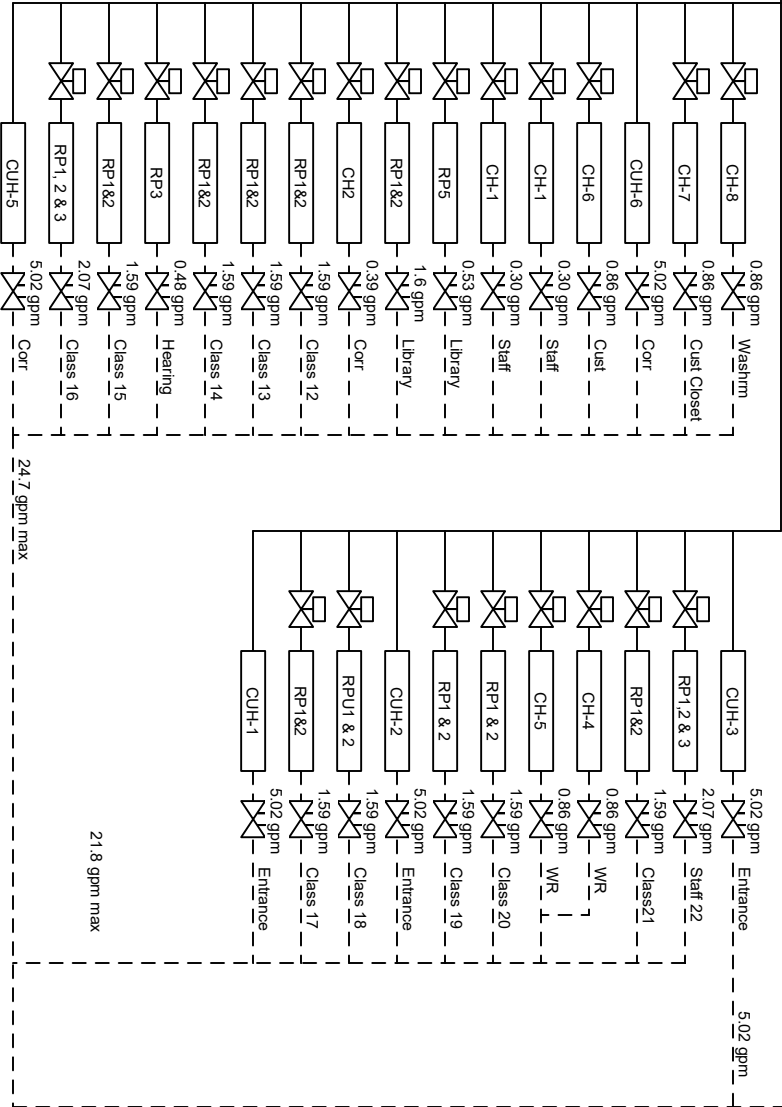 CH-8
0.86 gpm
Washrm
CH-7
0.86 gpm
Cust Closet
CUH-6
5.02 gpm
Corr
CH-6
0.86 gpm
Cust
CH-1
0.30 gpm
Staff
CH-1
0.30 gpm
Staff
RP5
0.53 gpm
Library
RP1&2
1.6 gpm
Library
CH2
0.39 gpm
Corr
RP1&2
1.59 gpm
Class 12
RP1&2
1.59 gpm
Class 13
RP1&2
1.59 gpm
Class 14
RP3
0.48 gpm
Hearing
RP1&2
1.59 gpm
Class 15
RP1, 2 & 3
2.07 gpm
Class 16
CUH-5
5.02 gpm
Corr
24.7 gpm max
CUH-3
5.02 gpm
Entrance
5.02 gpm
RP1,2 & 3
2.07 gpm
Staff 22
RP1&2
1.59 gpm
Class21
CH-4
0.86 gpm
WR
CH-5
0.86 gpm
WR
RP1 & 2
1.59 gpm
Class 20
RP1 & 2
1.59 gpm
Class 19
CUH-2
5.02 gpm
Entrance
RPU1 & 2
1.59 gpm
Class 18
RP1&2
1.59 gpm
Class 17
CUH-1
5.02 gpm
Entrance
21.8 gpm max